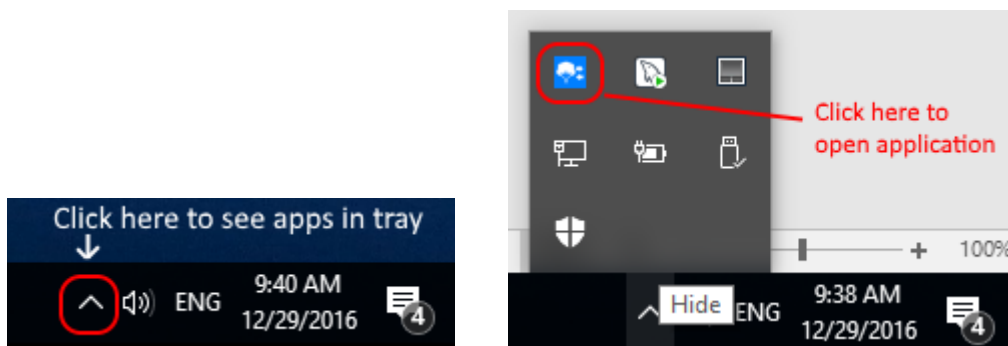 Click here to see apps in tray
ENG
9:40 AM
12/29/2016
4
Click here to
open application
100%
Hide
ENG
9:38 AM
12/29/2016
4